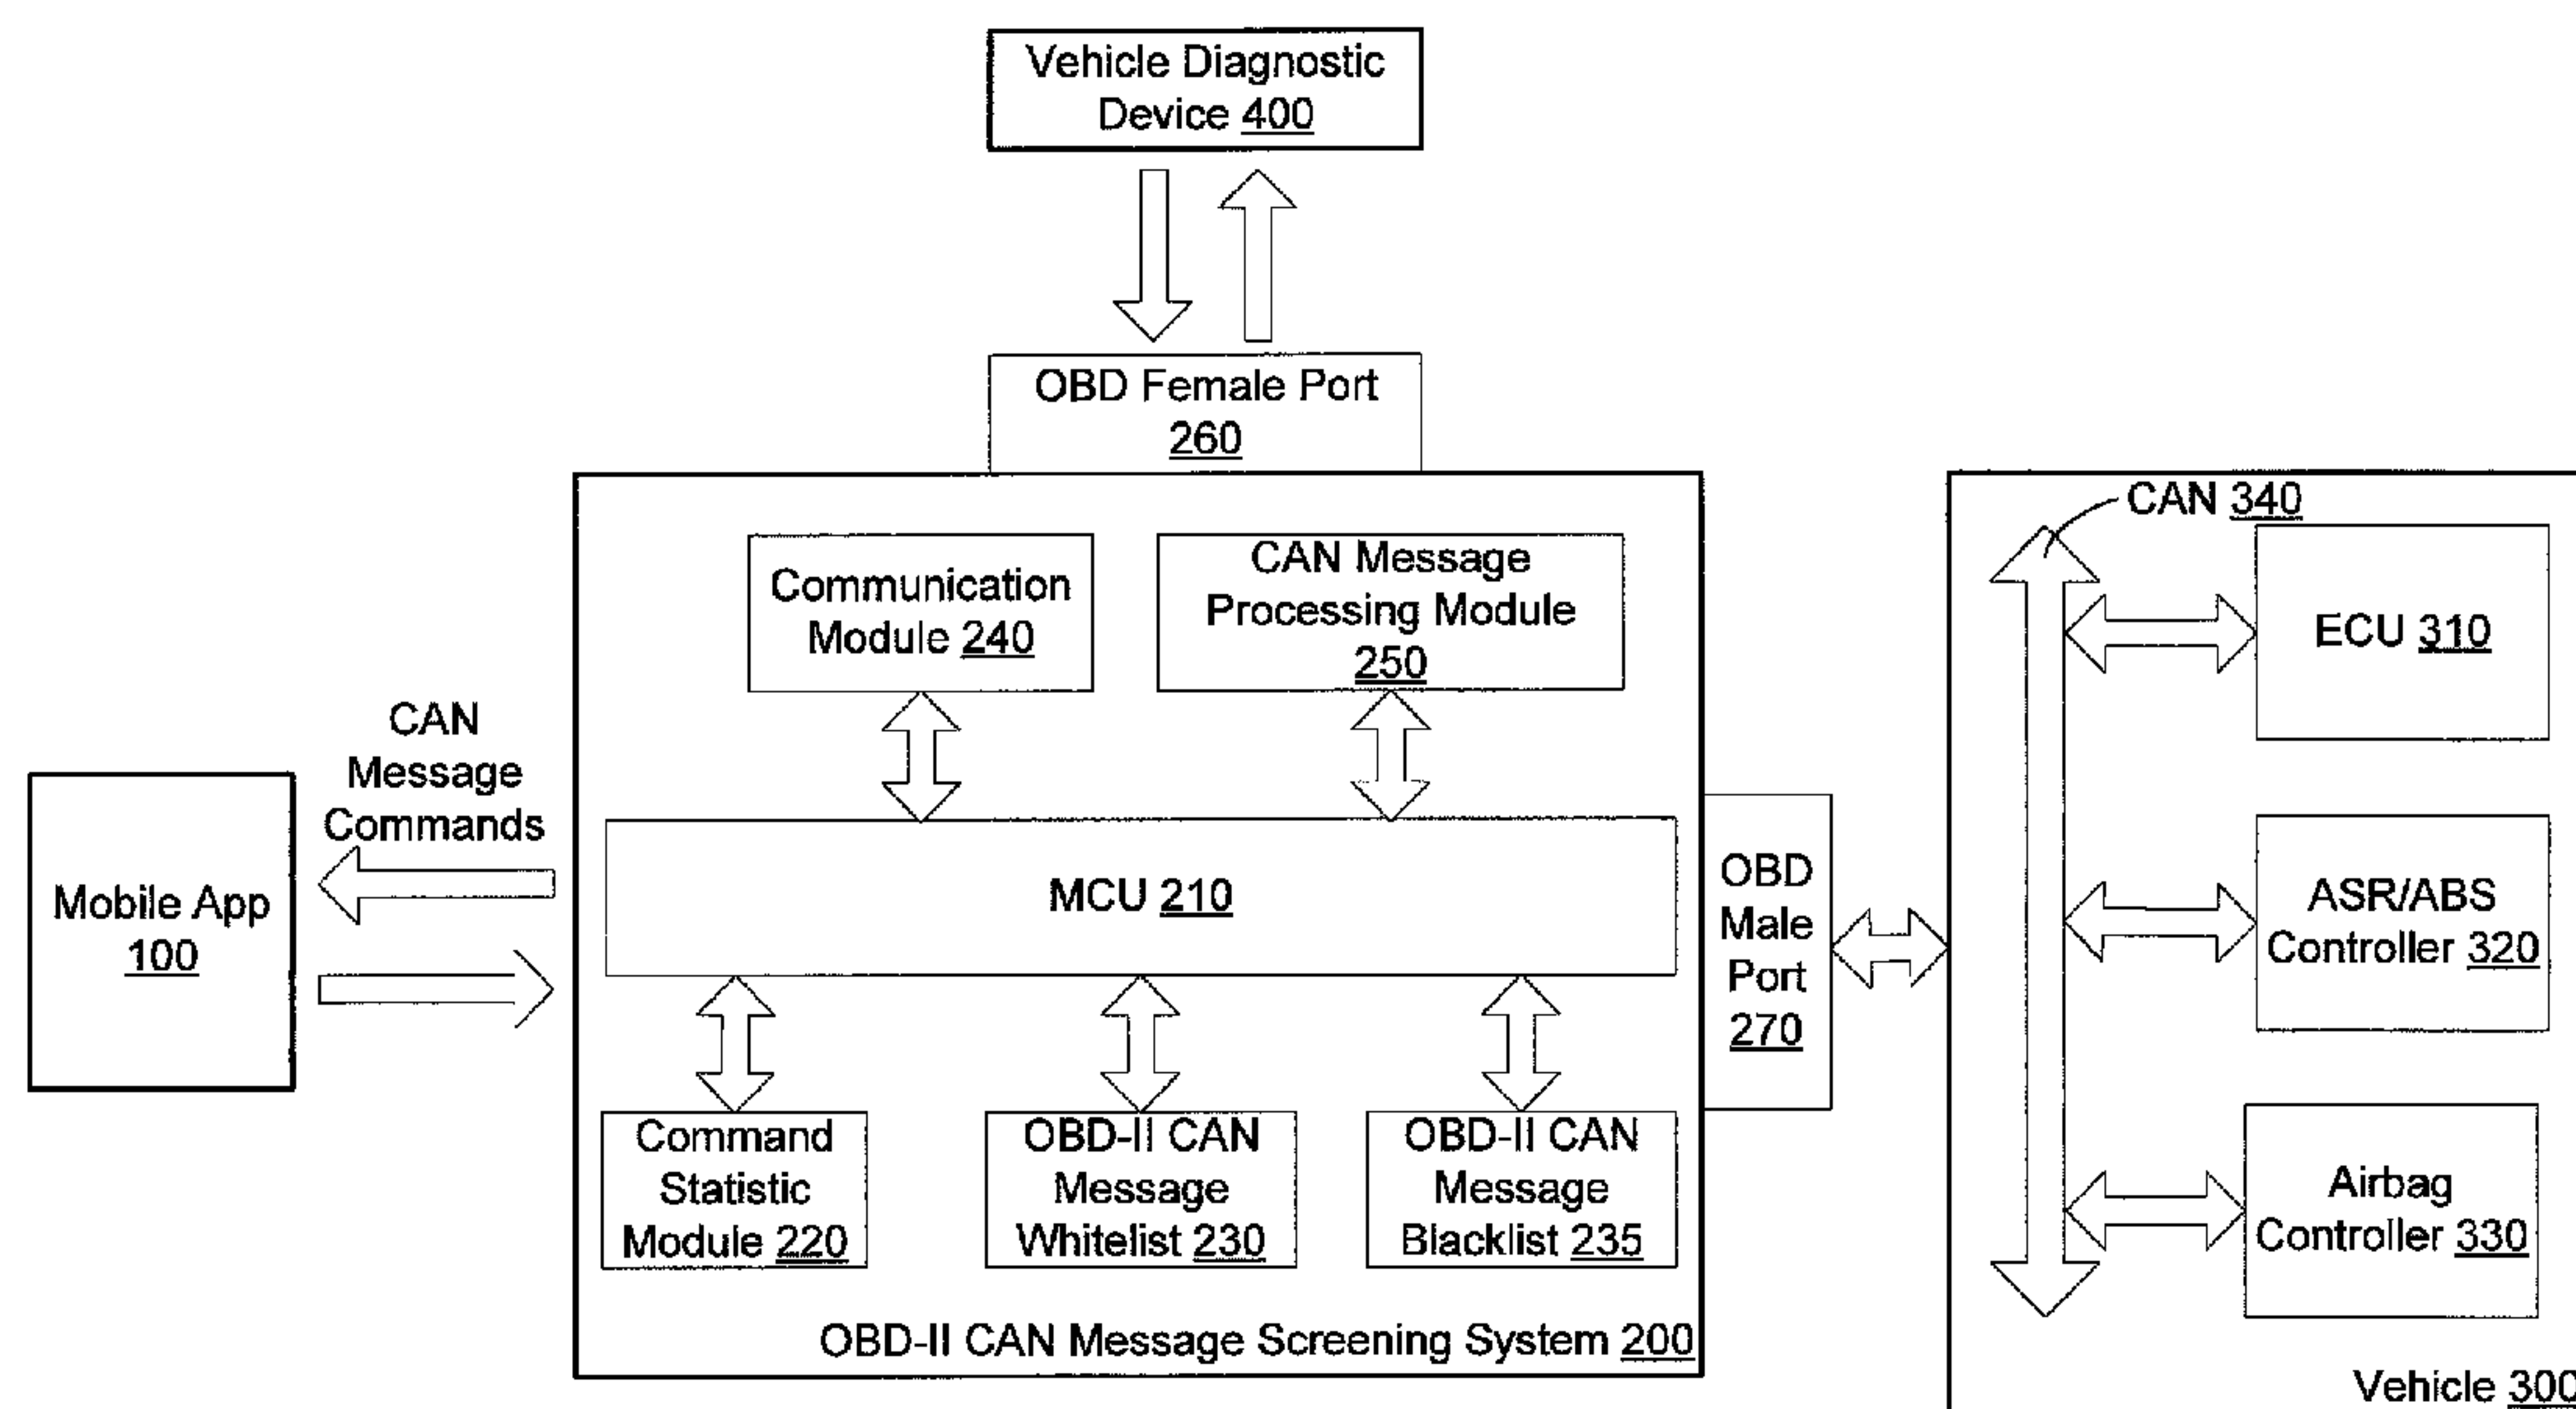 Vehicle Diagnostic
Device 400
OBD Female Port
260
CAN 340
Communication
Module 240
CAN Message
Processing Module
250
ECU 310
CAN
Message
Commands
Mobile App
100
MCU 210
OBD
Male
Port
270
ASR/ABS
Controller 320
Command
Statistic
Module 220
OBD-II CAN
Message
Whitelist 230
OBD-II CAN
Message
Blacklist 235
Airbag
Controller 330
OBD-II CAN Message Screening System 200
Vehicle 300